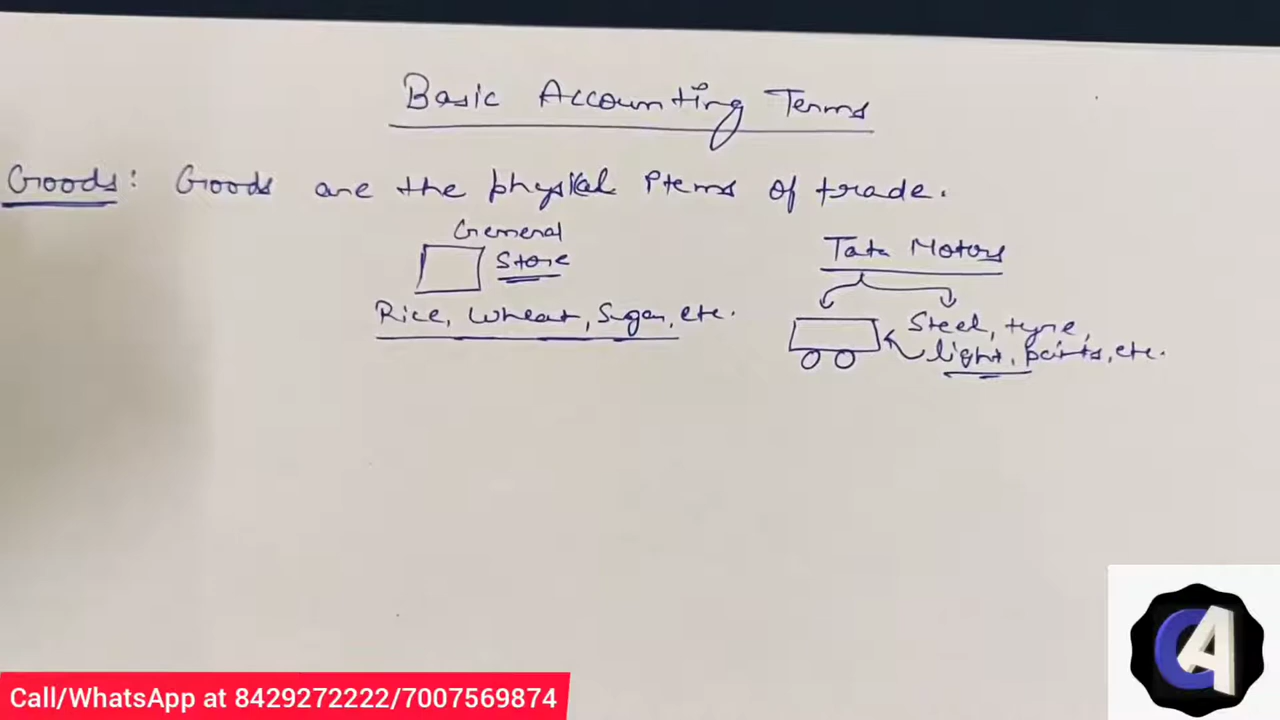 Basic Accounting Terms
Goods: Goods are the physical Items of trade.
General
Store
Rice, Wheat, Sugar, etc.
Tata Motors
Steel, tyre,
light, parts, etc.
CA
Call/WhatsApp at 8429272222/7007569874